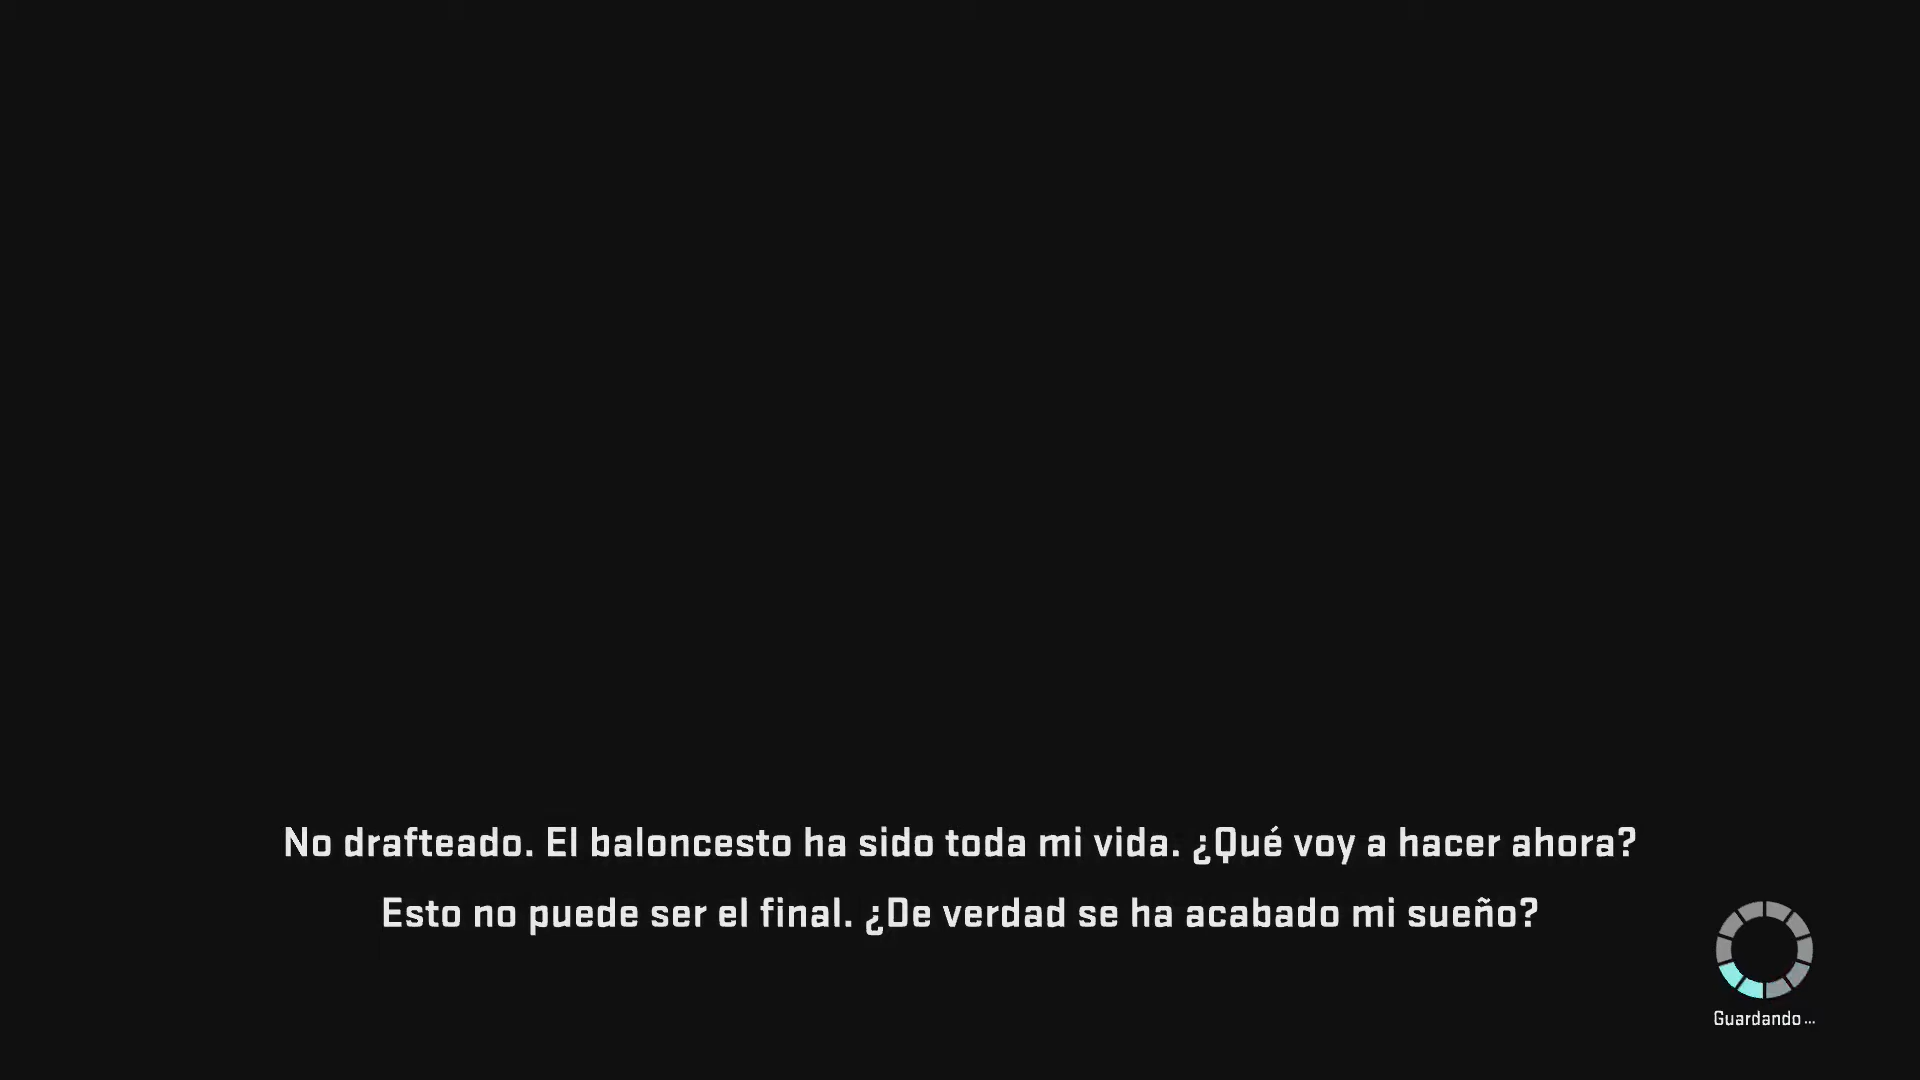 No drafteado. El baloncesto ha sido toda mi vida. ¿Qué voy a hacer ahora?
Esto no puede ser el final. ¿De verdad se ha acabado mi sueño?
Guardando...